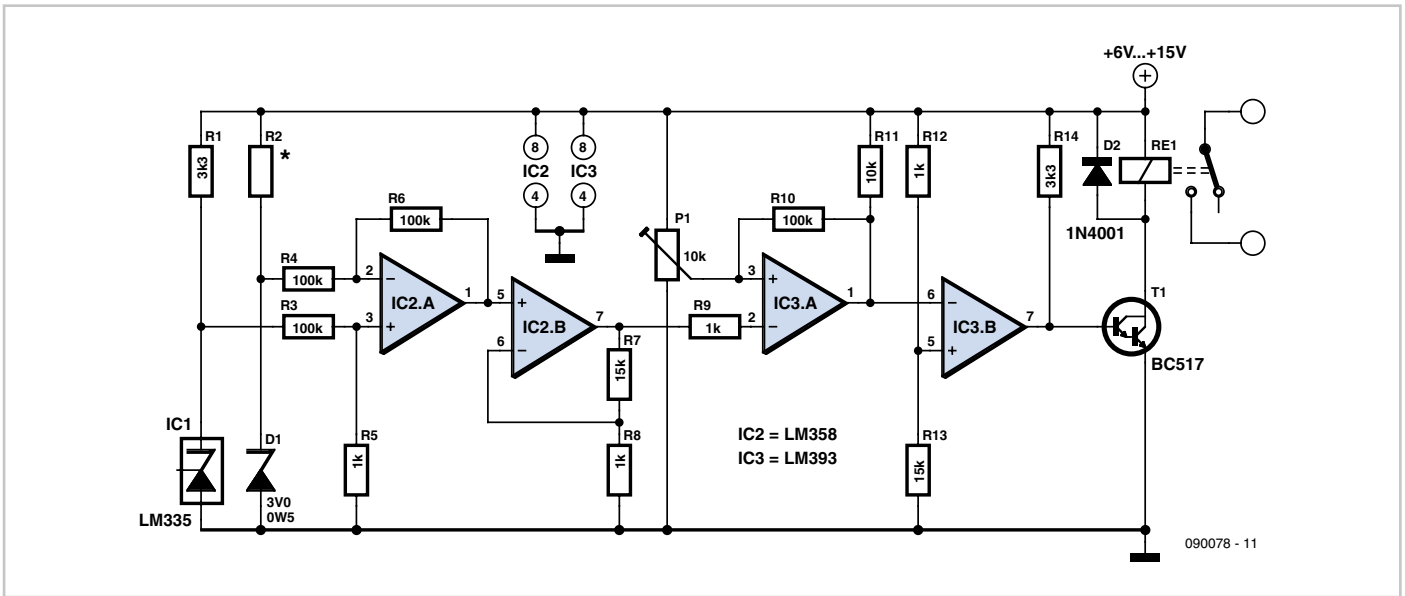 +6V...+15V
R1
3k3
R2
*
8
8
IC2
IC3
4
4
R6
100k
R4
100k
R3
100k
2
3
1
IC2.A
5
6
7
IC2.B
R5
1k
R7
15k
R8
1k
P1
10k
R9
1k
R10
100k
3
2
1
IC3.A
R11
10k
R12
1k
R13
15k
6
5
7
IC3.B
R14
3k3
D2
1N4001
RE1
T1
BC517
IC1
LM335
D1
3V0
0W5
IC2 = LM358
IC3 = LM393
090078 - 11
+
−
+
+
−
+
−
−
+